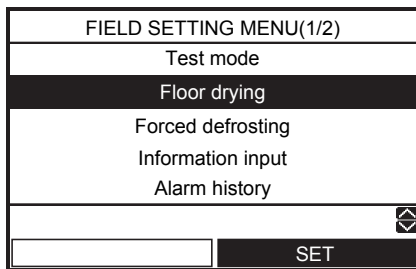 FIELD SETTING MENU(1/2)
Test mode
Floor drying
Forced defrosting
Information input
Alarm history
SET